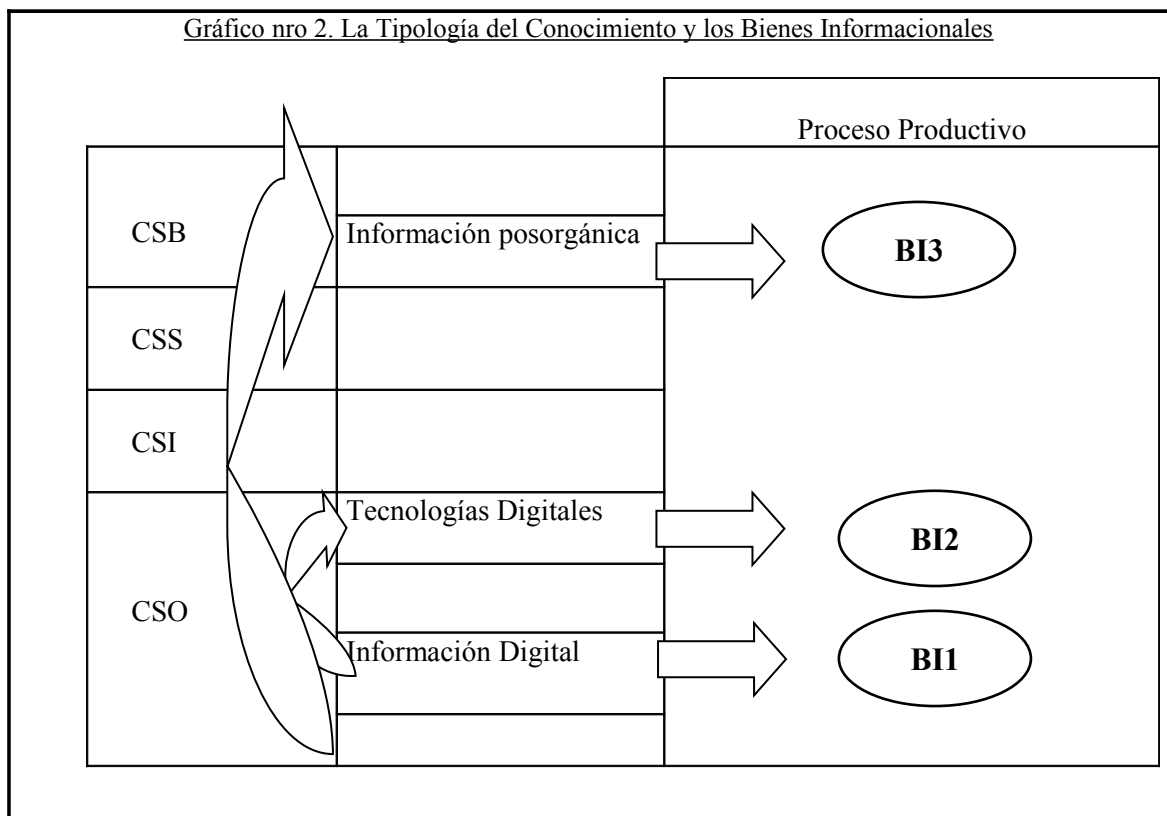 Gráfico nro 2. La Tipología del Conocimiento y los Bienes Informacionales
Proceso Productivo
CSB
Información posorgánica
BI3
CSS
CSI
Tecnologías Digitales
BI2
CSO
Información Digital
BI1